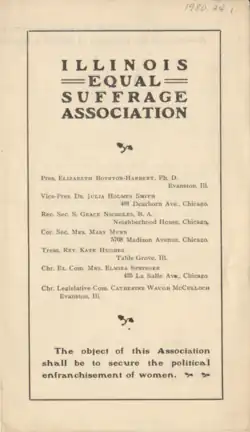 1980.24.1
ILLINOIS
EQUAL
SUFFRAGE
ASSOCIATION
Pres. ELIZABETH BOYNTON-HARBERT, Ph. D.
Evanston, Ill.
Vice-Pres. DR. JULIA HOLMES SMITH
Dearborn Ave., Chicago.
Rec. Sec. S. GRACE NICHOLES, B. A.
Neighborhood House, Chicago.
Cor. Sec. MRS. MARY MUNN
5768 Madison Avenue, Chicago.
Treas. REV. KATE HUGHES
Table Grove, Ill.
Chr. Ex. Com. MRS. ELMIRA SPRINGER
La Salle Ave., Chicago
Chr. Legislative Com. CATHERINE WAUGH MCCULLOCH
Evanston, Ill.
The object of this Association
shall be to secure the political
enfranchisement of women.